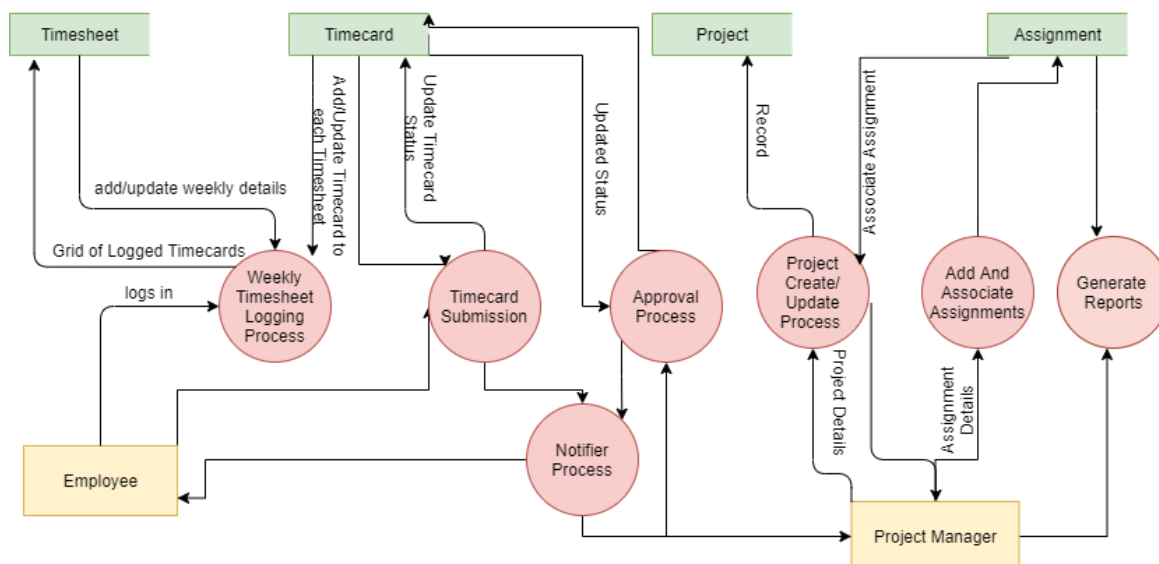 Timesheet
Timecard
Project
Assignment
Add/Update Timecard to
each Timesheet
Update Timecard
Status
Updated Status
Record
Associate Assignment
add/update weekly details
Grid of Logged Timecards
logs in
Weekly
Timesheet
Logging
Process
Timecard
Submission
Approval
Process
Project
Create/
Update
Process
Add And
Associate
Assignments
Generate
Reports
Project Details
Assignment
Details
Employee
Notifier
Process
Project Manager